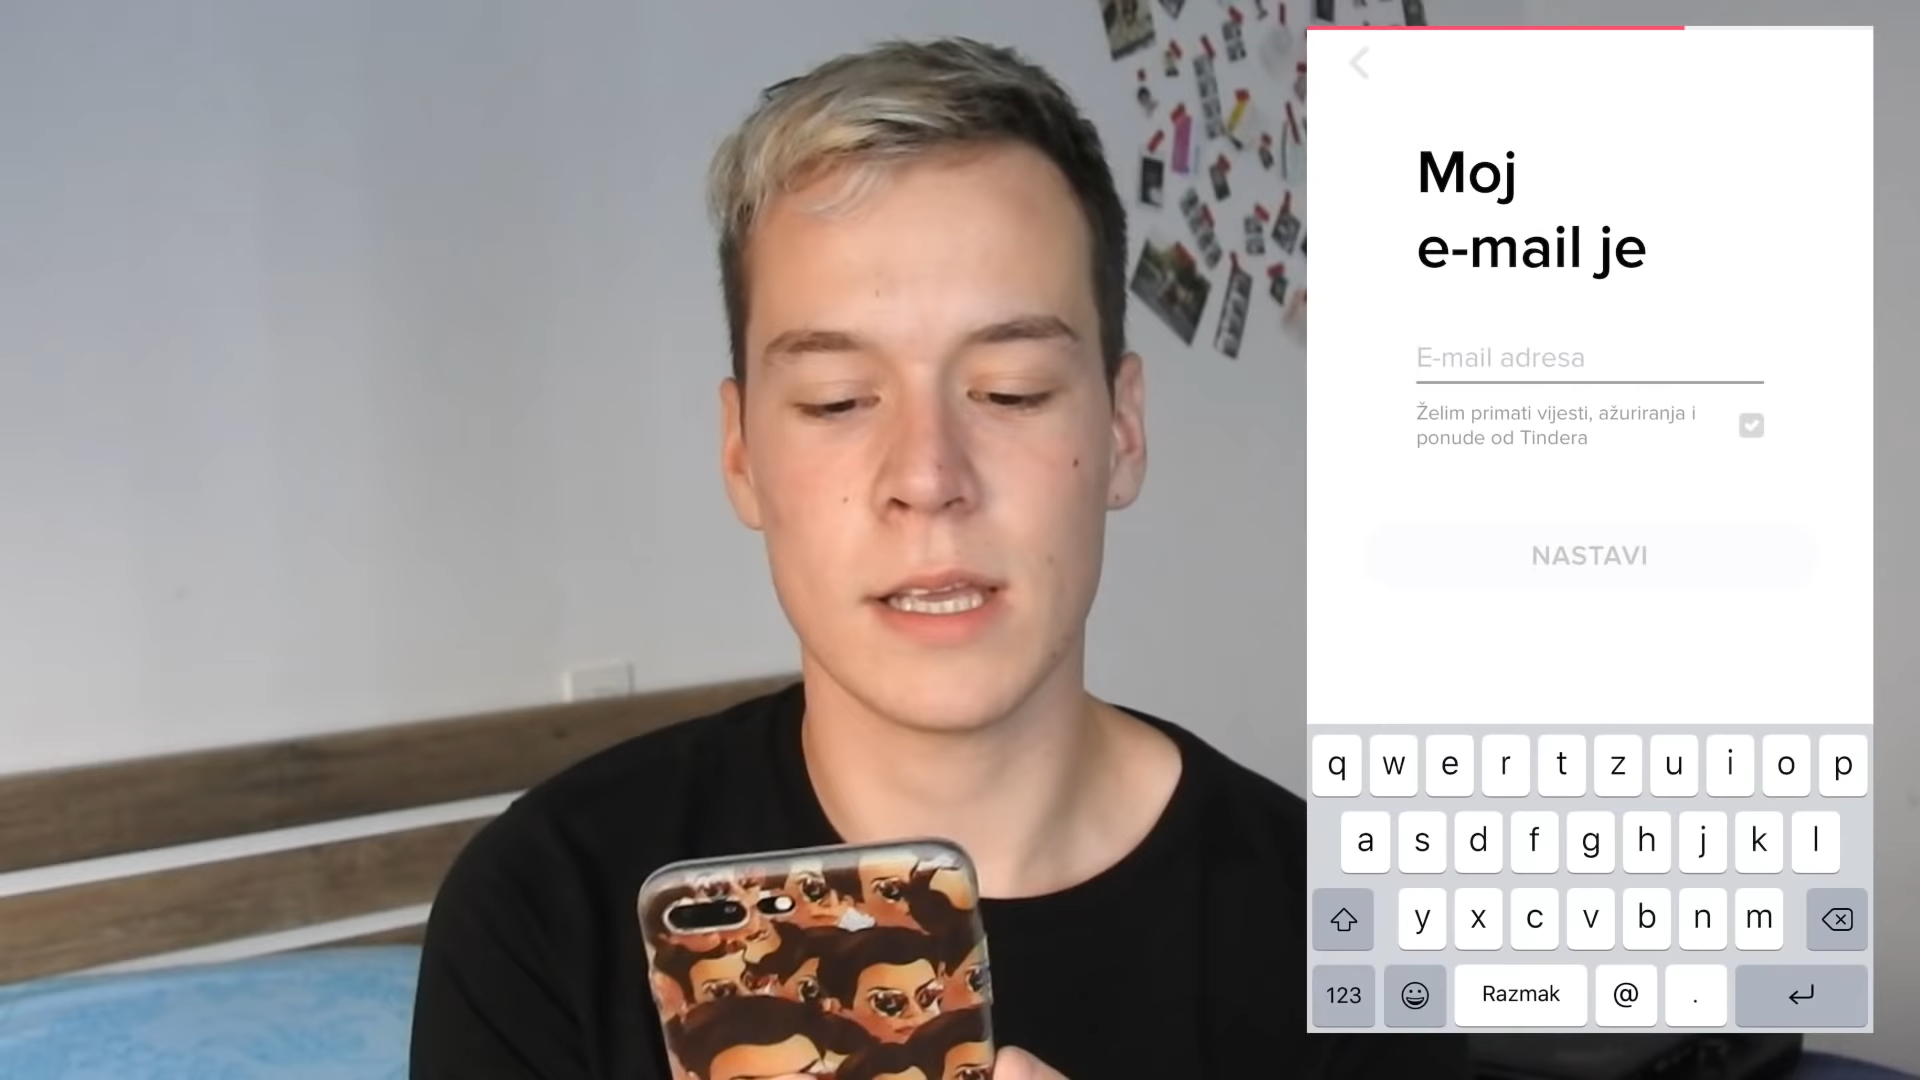 Moj
e-mail je
E-mail adresa
Želim primati vijesti, ažuriranja i
ponude od Tindera
NASTAVI
q w e r t z u i o p
a s d f g h j k l
y x c v b n m
123 Razmak @ .